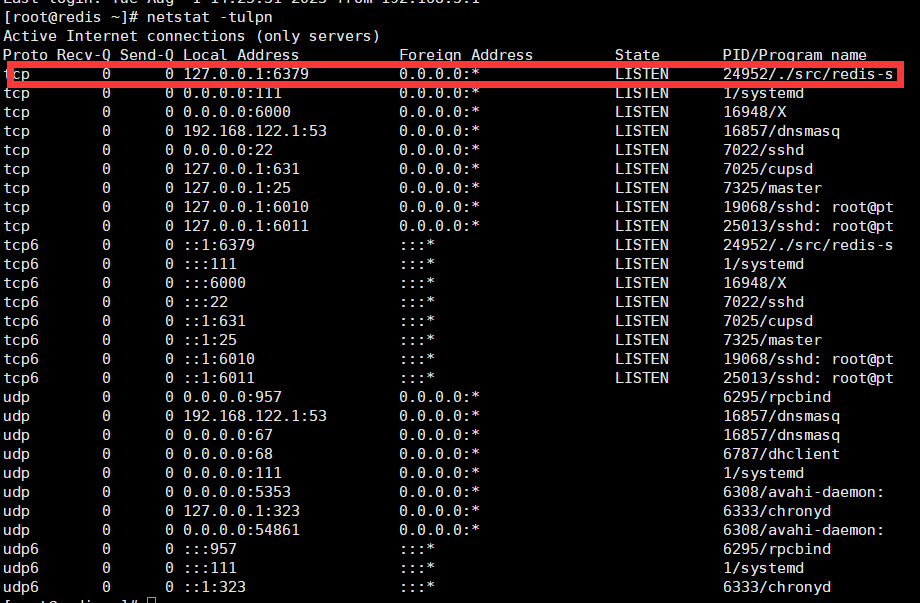 [root@redis ~]# netstat -tulpn
Active Internet connections (only servers)
Proto Recv-Q Send-Q Local Address           Foreign Address         State       PID/Program name
tcp        0      0 127.0.0.1:6379          0.0.0.0:*               LISTEN      24952/./src/redis-s
tcp        0      0 0.0.0.0:111             0.0.0.0:*               LISTEN      1/systemd
tcp        0      0 0.0.0.0:6000            0.0.0.0:*               LISTEN      16948/X
tcp        0      0 192.168.122.1:53        0.0.0.0:*               LISTEN      16857/dnsmasq
tcp        0      0 0.0.0.0:22              0.0.0.0:*               LISTEN      7022/sshd
tcp        0      0 127.0.0.1:631           0.0.0.0:*               LISTEN      7025/cupsd
tcp        0      0 127.0.0.1:25            0.0.0.0:*               LISTEN      7325/master
tcp        0      0 127.0.0.1:6010          0.0.0.0:*               LISTEN      19068/sshd: root@pt
tcp        0      0 127.0.0.1:6011          0.0.0.0:*               LISTEN      25013/sshd: root@pt
tcp6       0      0 ::1:6379                :::*                    LISTEN      24952/./src/redis-s
tcp6       0      0 :::111                  :::*                    LISTEN      1/systemd
tcp6       0      0 :::6000                 :::*                    LISTEN      16948/X
tcp6       0      0 :::22                   :::*                    LISTEN      7022/sshd
tcp6       0      0 ::1:631                 :::*                    LISTEN      7025/cupsd
tcp6       0      0 ::1:25                  :::*                    LISTEN      7325/master
tcp6       0      0 ::1:6010                :::*                    LISTEN      19068/sshd: root@pt
tcp6       0      0 ::1:6011                :::*                    LISTEN      25013/sshd: root@pt
udp        0      0 0.0.0.0:957             0.0.0.0:*                           6295/rpcbind
udp        0      0 192.168.122.1:53        0.0.0.0:*                           16857/dnsmasq
udp        0      0 0.0.0.0:67              0.0.0.0:*                           16857/dnsmasq
udp        0      0 0.0.0.0:68              0.0.0.0:*                           6787/dhclient
udp        0      0 0.0.0.0:111             0.0.0.0:*                           1/systemd
udp        0      0 0.0.0.0:5353            0.0.0.0:*                           6308/avahi-daemon:
udp        0      0 127.0.0.1:323           0.0.0.0:*                           6333/chronyd
udp        0      0 0.0.0.0:54861           0.0.0.0:*                           6308/avahi-daemon:
udp6       0      0 :::957                  :::*                                6295/rpcbind
udp6       0      0 :::111                  :::*                                1/systemd
udp6       0      0 ::1:323                 :::*                                6333/chronyd